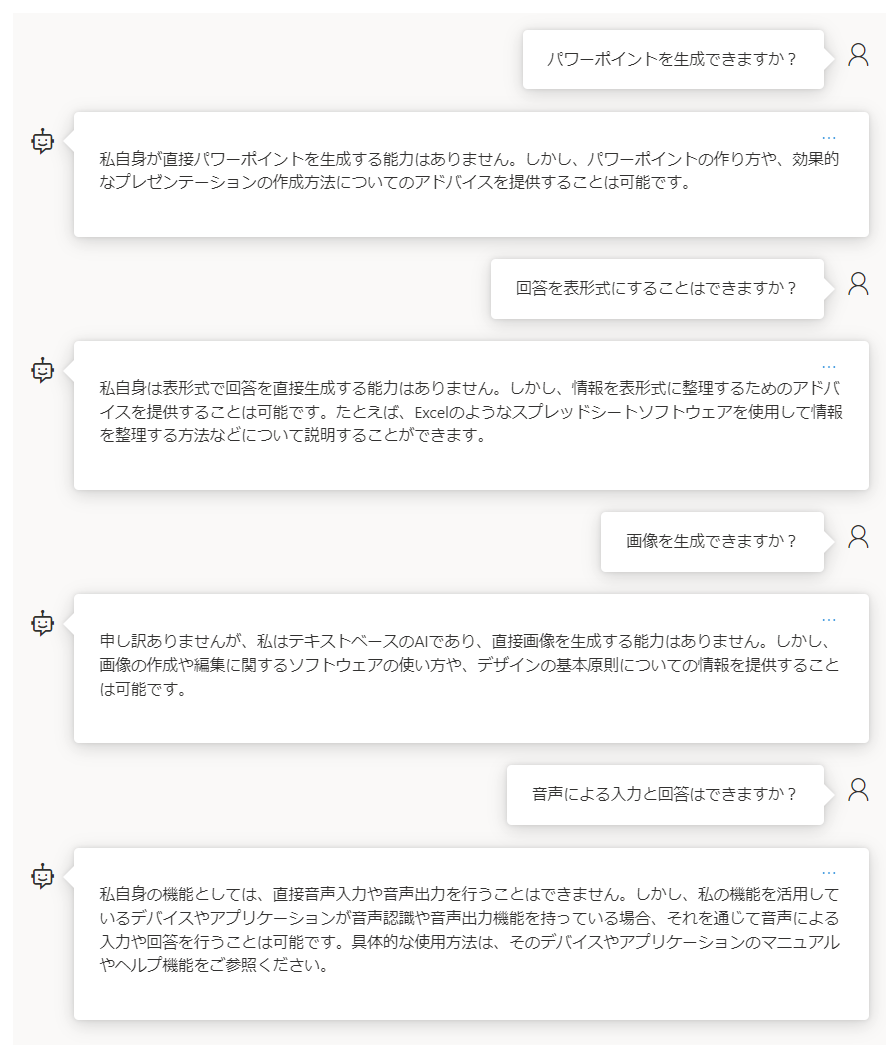 パワーポイントを生成できますか？
…
私自身が直接パワーポイントを生成する能力はありません。しかし、パワーポイントの作り方や、効果的
なプレゼンテーションの作成方法についてのアドバイスを提供することは可能です。
回答を表形式にすることはできますか？
…
私自身は表形式で回答を直接生成する能力はありません。しかし、情報を表形式に整理するためのアドバ
イスを提供することは可能です。たとえば、Excelのようなスプレッドシートソフトウェアを使用して情報
を整理する方法などについて説明することができます。
画像を生成できますか？
…
申し訳ありませんが、私はテキストベースのAIであり、直接画像を生成する能力はありません。しかし、
画像の作成や編集に関するソフトウェアの使い方や、デザインの基本原則についての情報を提供すること
は可能です。
音声による入力と回答はできますか？
…
私自身の機能としては、直接音声入力や音声出力を行うことはできません。しかし、私の機能を活用して
いるデバイスやアプリケーションが音声認識や音声出力機能を持っている場合、それを通じて音声による
入力や回答を行うことは可能です。具体的な使用方法は、そのデバイスやアプリケーションのマニュアル
やヘルプ機能をご参照ください。